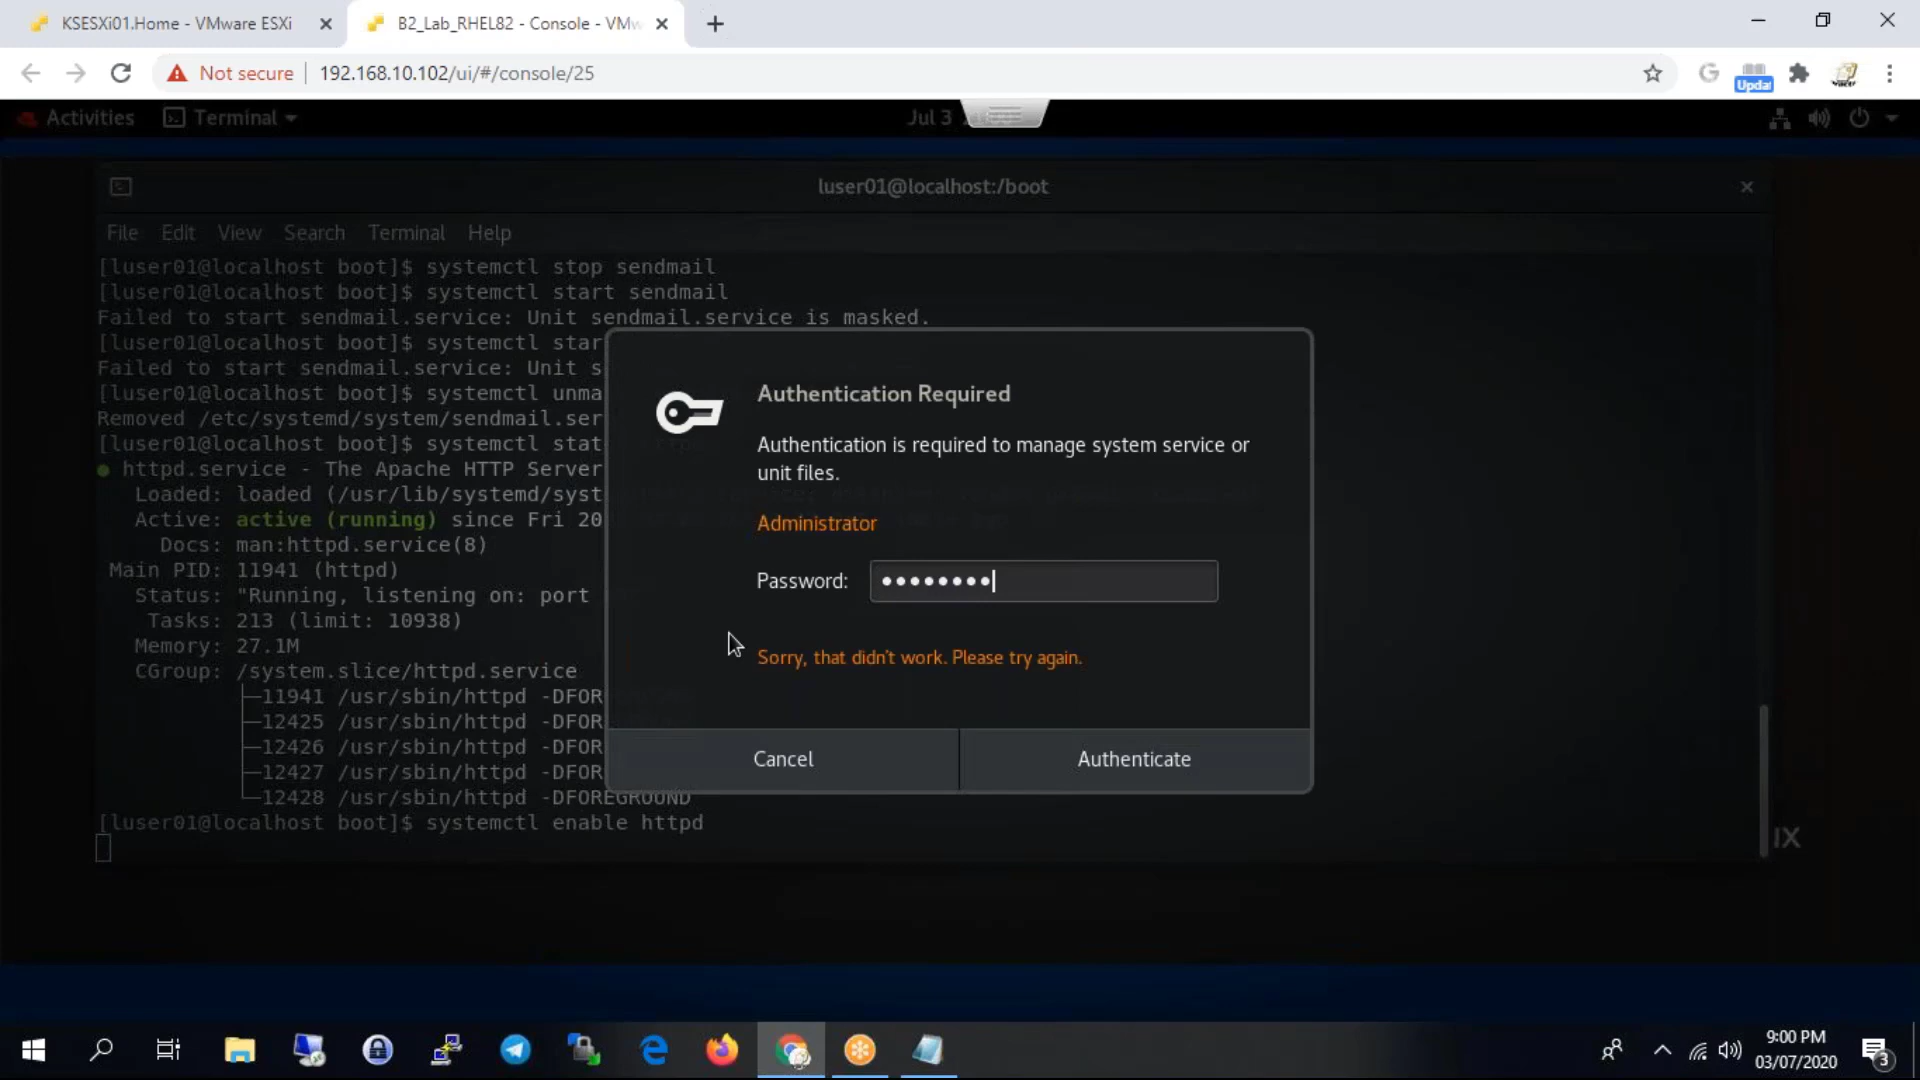 KSESXi01.Home - VMware ESXi
B2_Lab_RHEL82 - Console - VMw
Not secure
192.168.10.102/ui/#/console/25
Updat
Activities
Terminal
Jul 3
luser01@localhost:/boot
File Edit View Search Terminal Help
[luser01@localhost boot]$ systemctl stop sendmail
[luser01@localhost boot]$ systemctl start sendmail
Failed to start sendmail.service: Unit sendmail.service is masked.
[luser01@localhost boot]$ systemctl star
Failed to start sendmail.service: Unit s
[luser01@localhost boot]$ systemctl unma
Removed /etc/systemd/system/sendmail.ser
[luser01@localhost boot]$ systemctl stat
● httpd.service - The Apache HTTP Server
Loaded: loaded (/usr/lib/systemd/syst
Active: active (running) since Fri 20
Docs: man:httpd.service(8)
Main PID: 11941 (httpd)
Status: "Running, listening on: port
Tasks: 213 (limit: 10938)
Memory: 27.1M
CGroup: /system.slice/httpd.service
├─11941 /usr/sbin/httpd -DFOR
├─12425 /usr/sbin/httpd -DFOR
├─12426 /usr/sbin/httpd -DFOR
├─12427 /usr/sbin/httpd -DFOR
└─12428 /usr/sbin/httpd -DFOREGROUND
[luser01@localhost boot]$ systemctl enable httpd
Authentication Required
Authentication is required to manage system service or
unit files.
Administrator
Password: ••••••••
Sorry, that didn't work. Please try again.
Cancel
Authenticate
IX
9:00 PM
03/07/2020
3